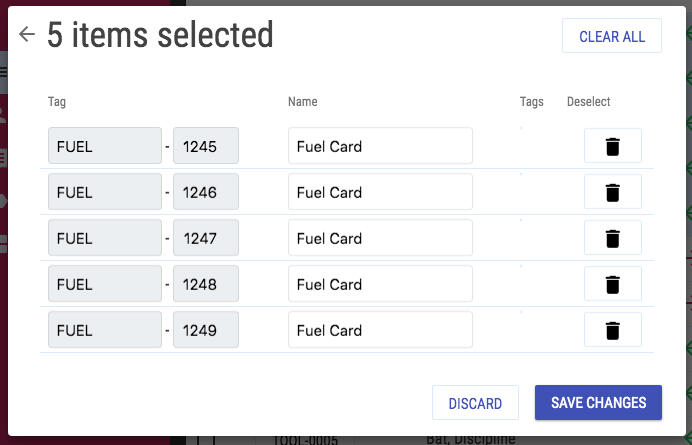 5 items selected
CLEAR ALL
Tag Name Tags Deselect
FUEL - 1245 Fuel Card
FUEL - 1246 Fuel Card
FUEL - 1247 Fuel Card
FUEL - 1248 Fuel Card
FUEL - 1249 Fuel Card
DISCARD SAVE CHANGES
TOOL-0005 Bat, Discipline